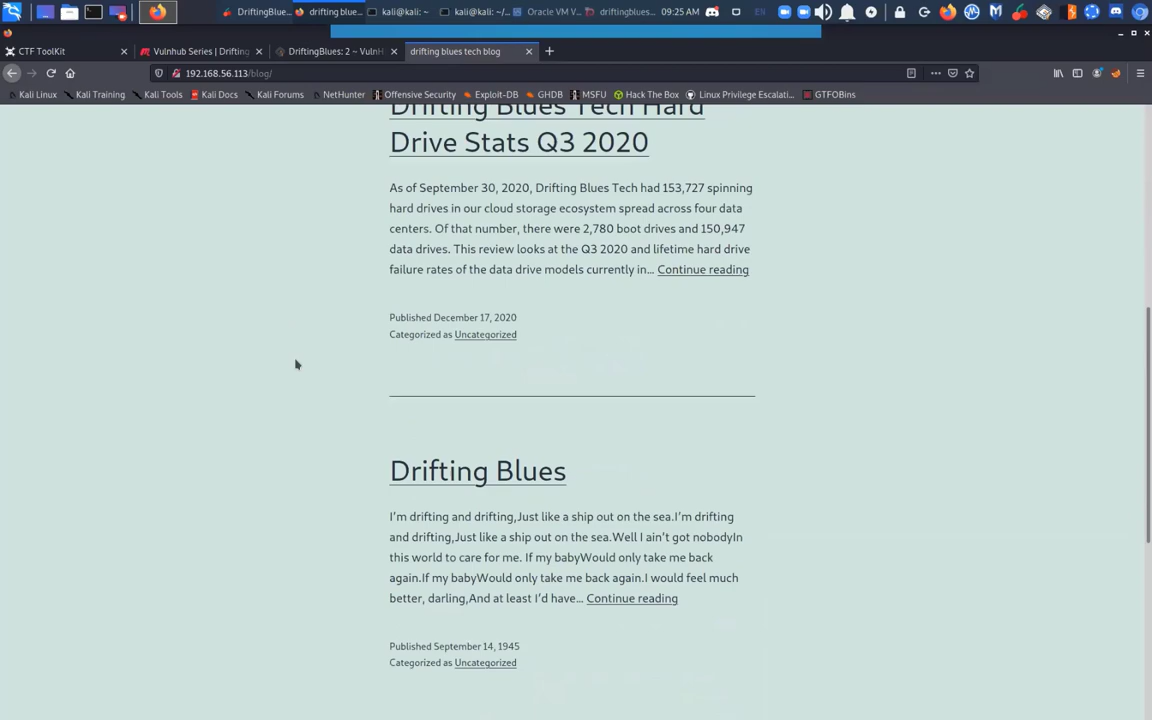 DriftingBlue...
drifting blue...
kali@kali: ~
kali@kali: ~/...
Oracle VM V...
driftingblues...
EN
09:25 AM
CTF ToolKit
Vulnhub Series | Drifting
DriftingBlues: 2 ~ VulnH
drifting blues tech blog
192.168.56.113/blog/
Kali Linux
Kali Training
Kali Tools
Kali Docs
Kali Forums
NetHunter
Offensive Security
Exploit-DB
GHDB
MSFU
Hack The Box
Linux Privilege Escalati...
GTFOBins
Drifting Blues Tech Hard
Drive Stats Q3 2020
As of September 30, 2020, Drifting Blues Tech had 153,727 spinning
hard drives in our cloud storage ecosystem spread across four data
centers. Of that number, there were 2,780 boot drives and 150,947
data drives. This review looks at the Q3 2020 and lifetime hard drive
failure rates of the data drive models currently in… Continue reading
Published December 17, 2020
Categorized as Uncategorized
Drifting Blues
I'm drifting and drifting,Just like a ship out on the sea.I'm drifting
and drifting,Just like a ship out on the sea.Well I ain't got nobodyIn
this world to care for me. If my babyWould only take me back
again.If my babyWould only take me back again.I would feel much
better, darling,And at least I'd have… Continue reading
Published September 14, 1945
Categorized as Uncategorized